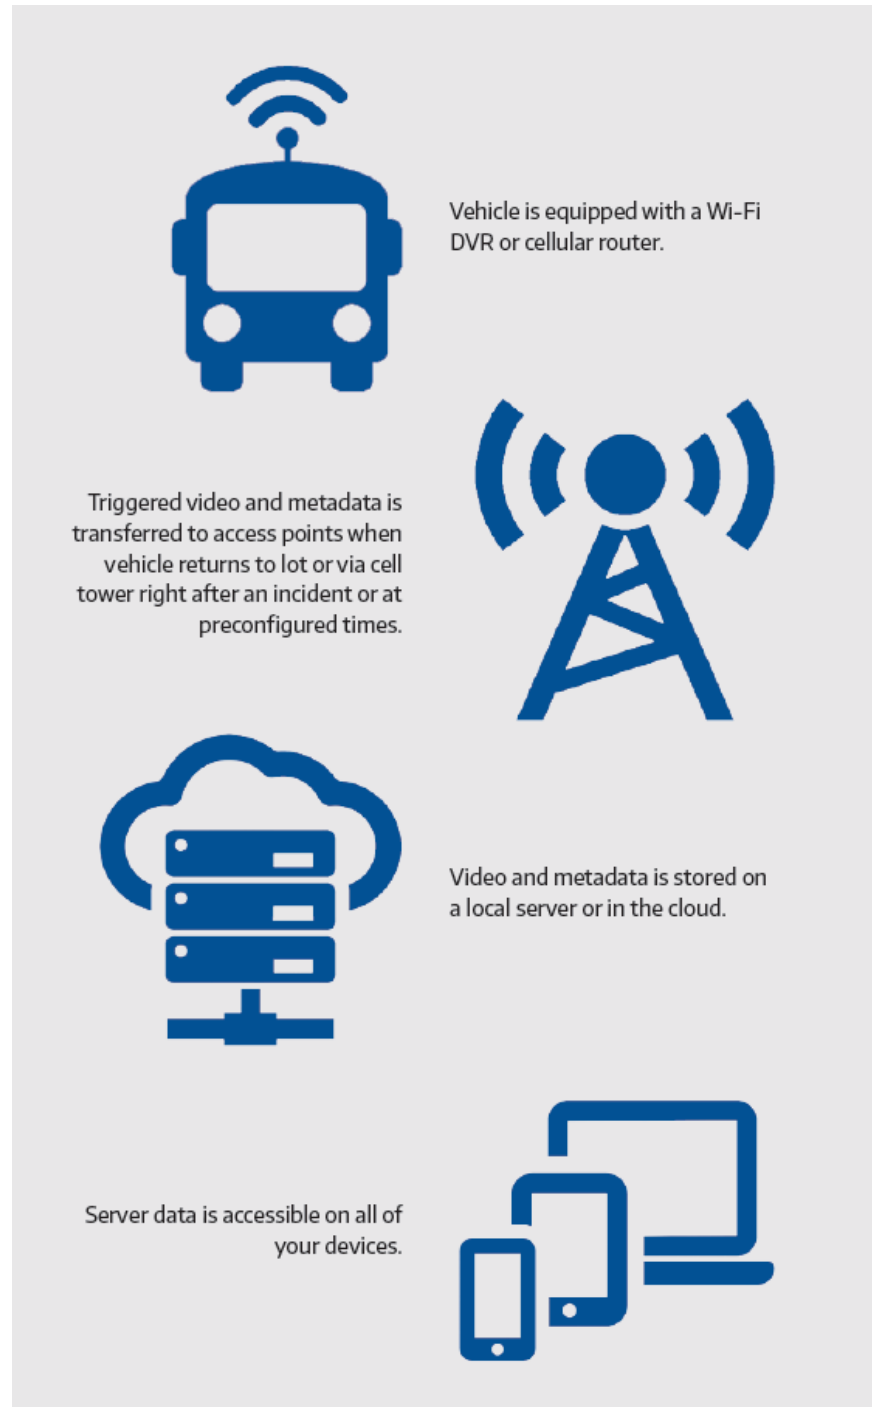 Vehicle is equipped with a Wi-Fi
DVR or cellular router.
Triggered video and metadata is
transferred to access points when
vehicle returns to lot or via cell
tower right after an incident or at
preconfigured times.
Video and metadata is stored on
a local server or in the cloud.
Server data is accessible on all of
your devices.